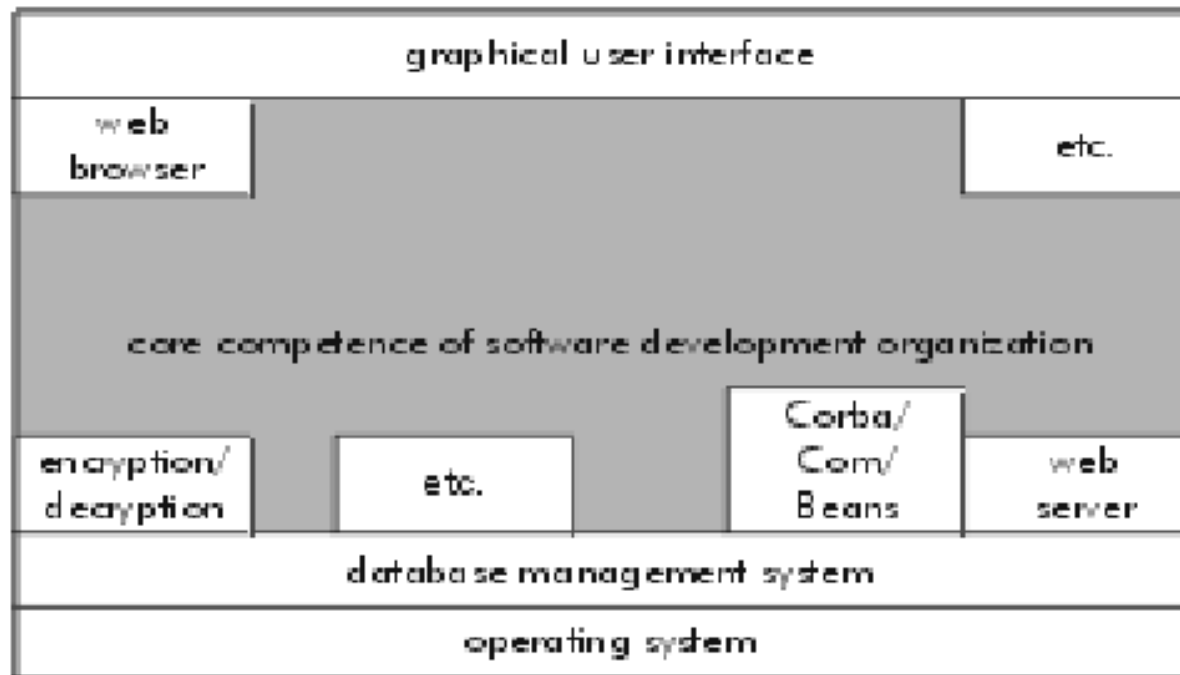 graphical user interface
web
browser
etc.
core competence of software development organization
encryption/
decryption
etc.
Corba/
Com/
Beans
web
server
database management system
operating system